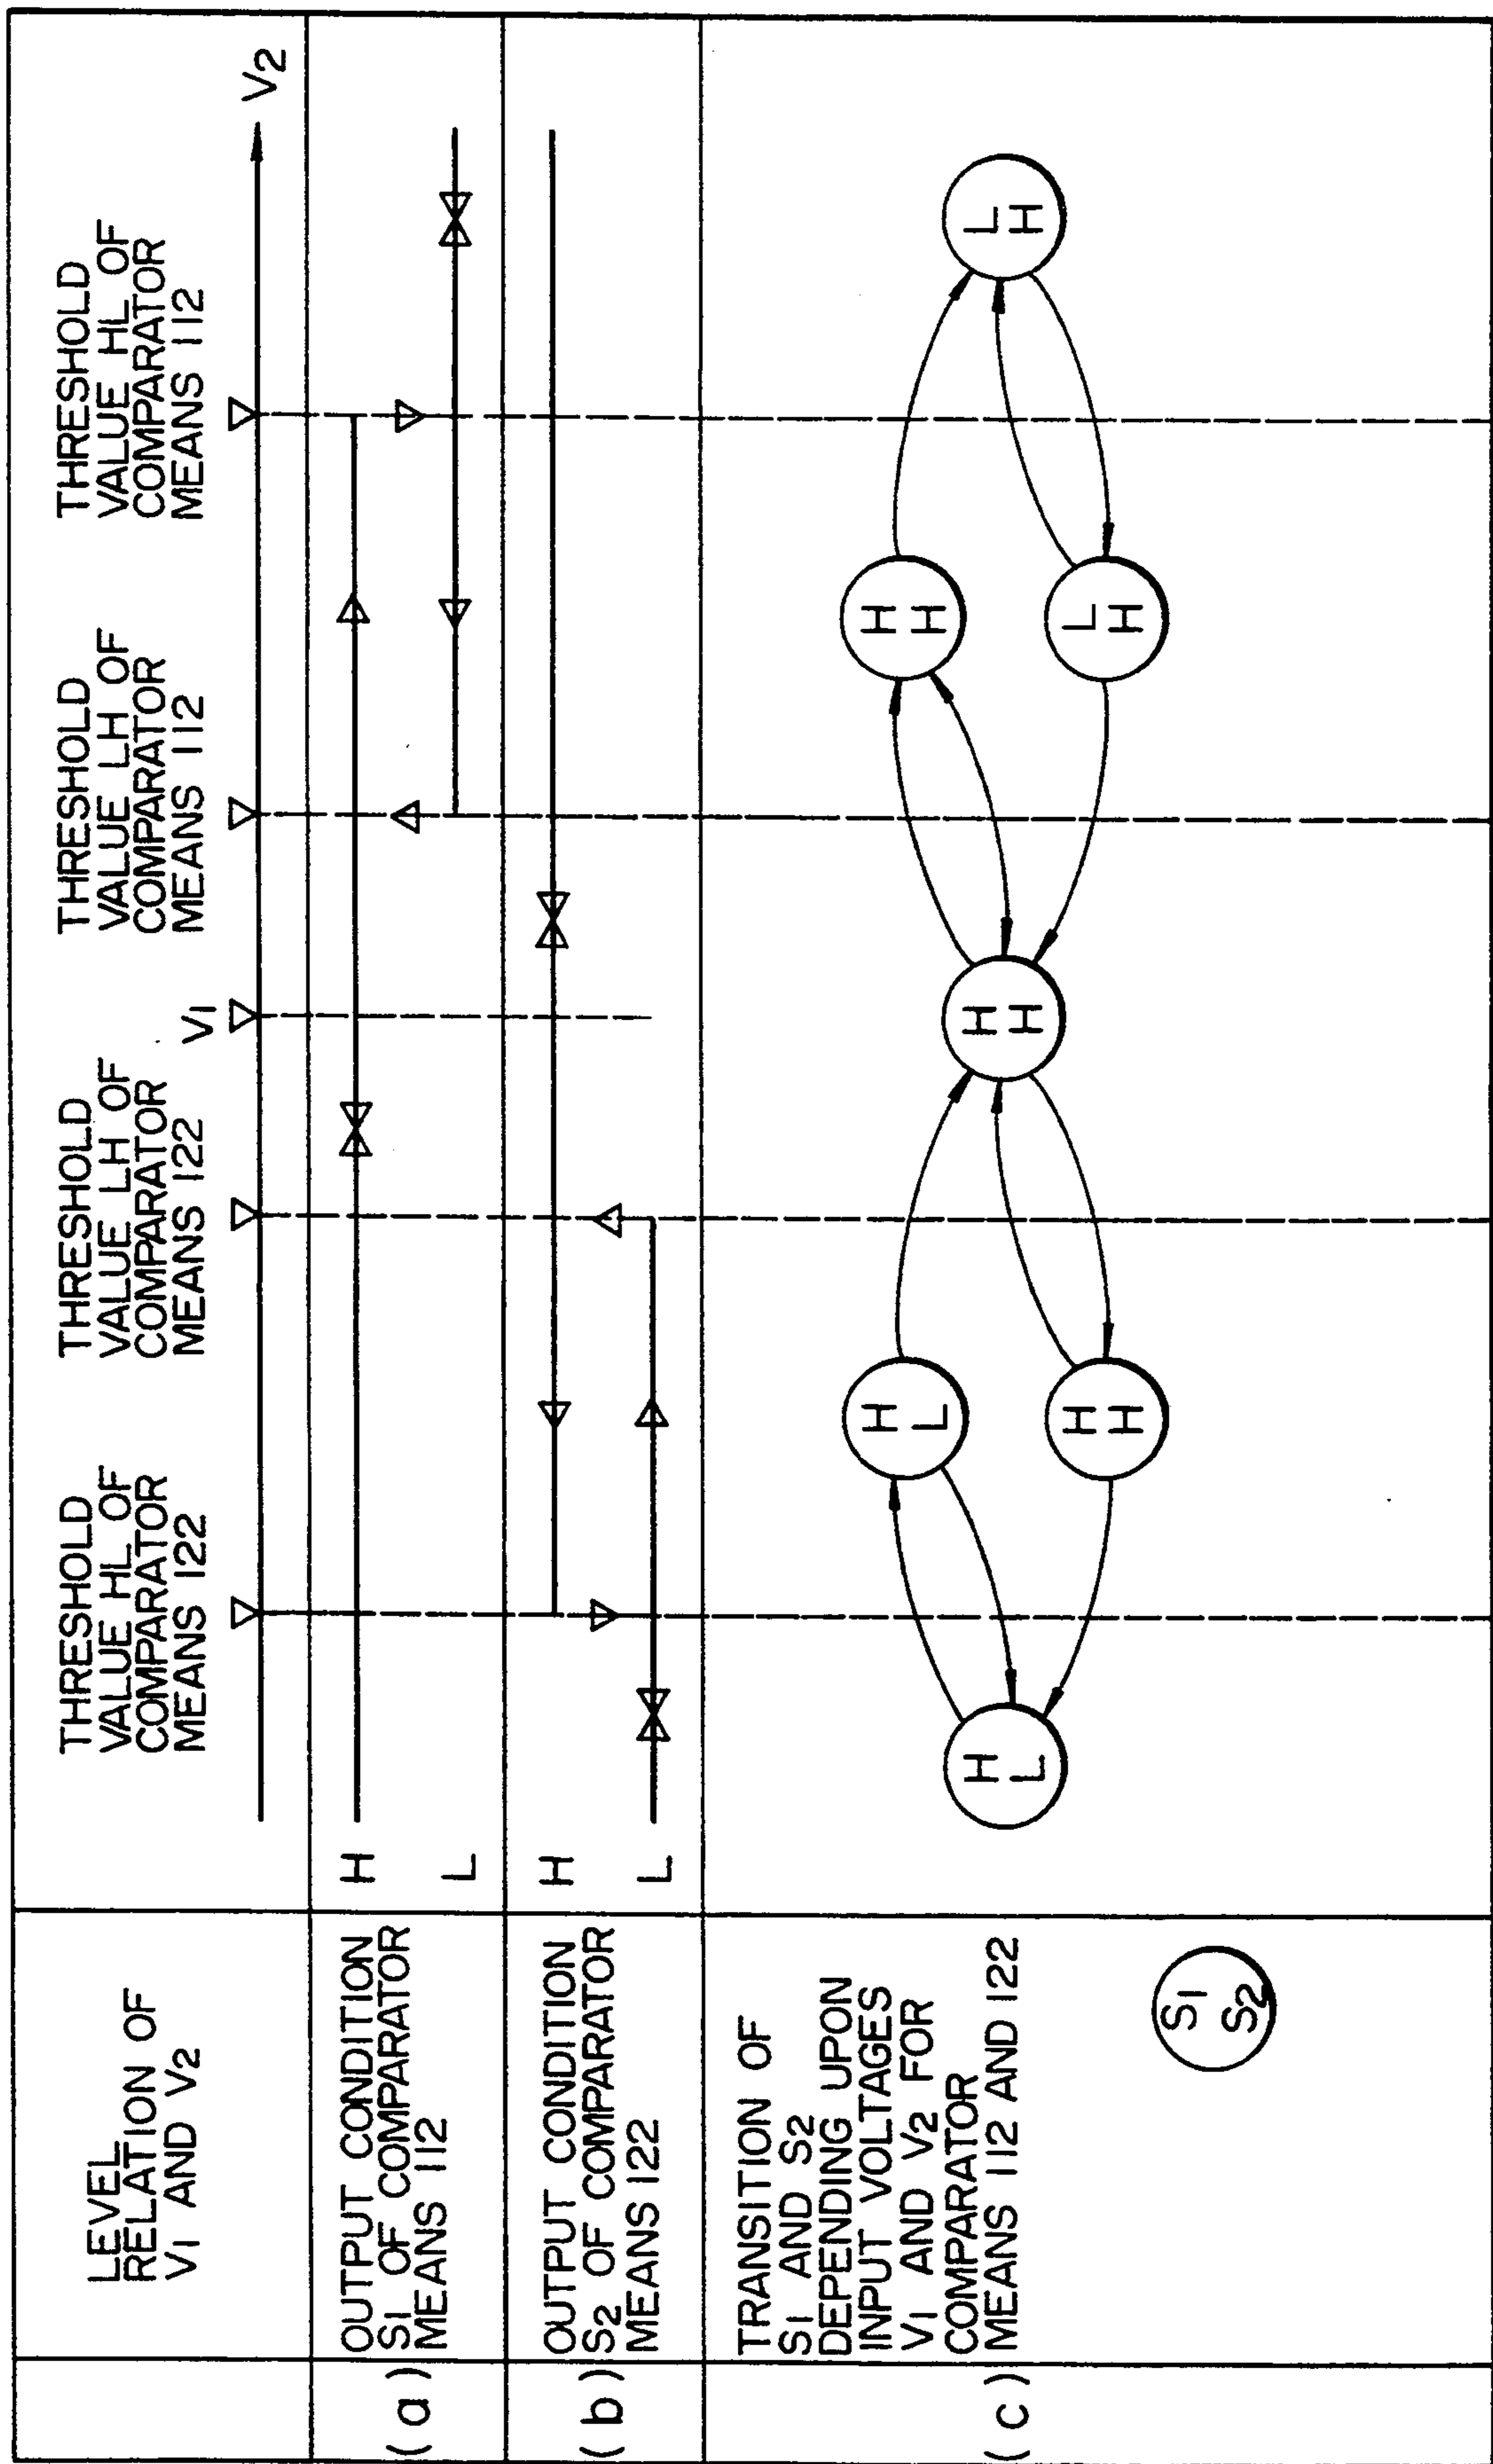 LEVEL
RELATION OF
V1 AND V2
THRESHOLD
VALUE HL OF
COMPARATOR
MEANS 122
THRESHOLD
VALUE LH OF
COMPARATOR
MEANS 122
V1
THRESHOLD
VALUE LH OF
COMPARATOR
MEANS 112
THRESHOLD
VALUE HL OF
COMPARATOR
MEANS 112
V2
(a)
OUTPUT CONDITION
S1 OF COMPARATOR
MEANS 112
H
L
(b)
OUTPUT CONDITION
S2 OF COMPARATOR
MEANS 122
H
L
(c)
TRANSITION OF
S1 AND S2
DEPENDING UPON
INPUT VOLTAGES
V1 AND V2 FOR
COMPARATOR
MEANS 112 AND 122
S1
S2
H
L
H
L
H
H
H
H
H
H
L
H
L
H